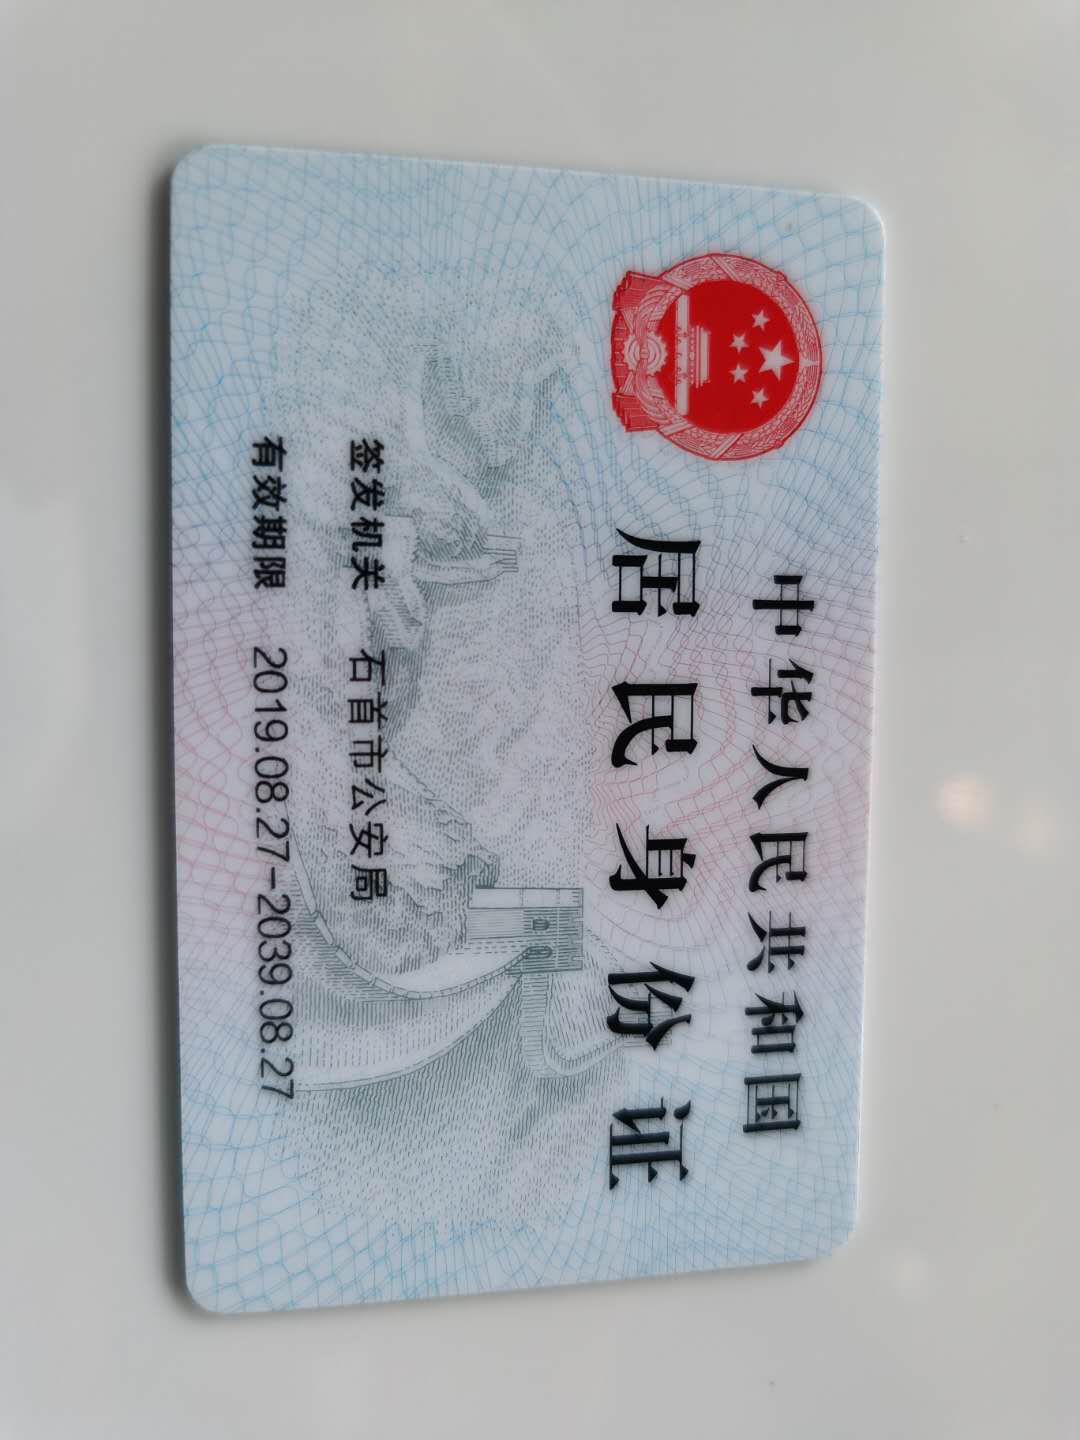 中华人民共和国
居民身份证
签发机关 石首市公安局
有效期限 2019.08.27-2039.08.27